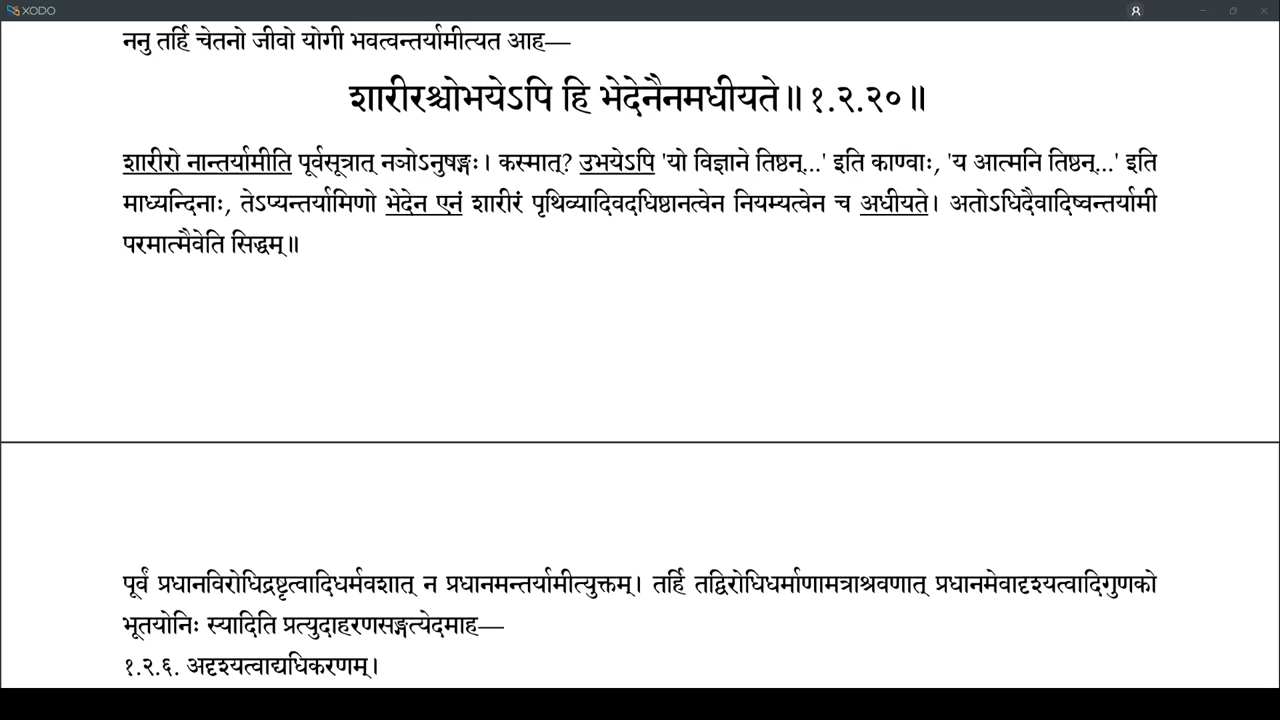 XODO
ननु तर्हि चेतनो जीवो योगी भवत्वन्तर्यामीत्यत आह—
शारीरश्चोभयेऽपि हि भेदेनैनमधीयते॥ १.२.२०॥
शारीरो नान्तर्यामीति पूर्वसूत्रात् नञोऽनुषङ्गः। कस्मात्? उभयेऽपि 'यो विज्ञाने तिष्ठन्...' इति काण्वाः, 'य आत्मनि तिष्ठन्...' इति
माध्यन्दिनाः, तेऽप्यन्तर्यामिणो भेदेन एनं शारीरं पृथिव्यादिवदधिष्ठानत्वेन नियम्यत्वेन च अधीयते। अतोऽधिदैवादिष्वन्तर्यामी
परमात्मैवेति सिद्धम्॥
पूर्वं प्रधानविरोधिद्रष्टृत्वादिधर्मवशात् न प्रधानमन्तर्यामीत्युक्तम्। तर्हि तद्विरोधिधर्माणामत्राश्रवणात् प्रधानमेवादृश्यत्वादिगुणको
भूतयोनिः स्यादिति प्रत्युदाहरणसङ्गत्येदमाह—
१.२.६. अदृश्यत्वाद्यधिकरणम्।